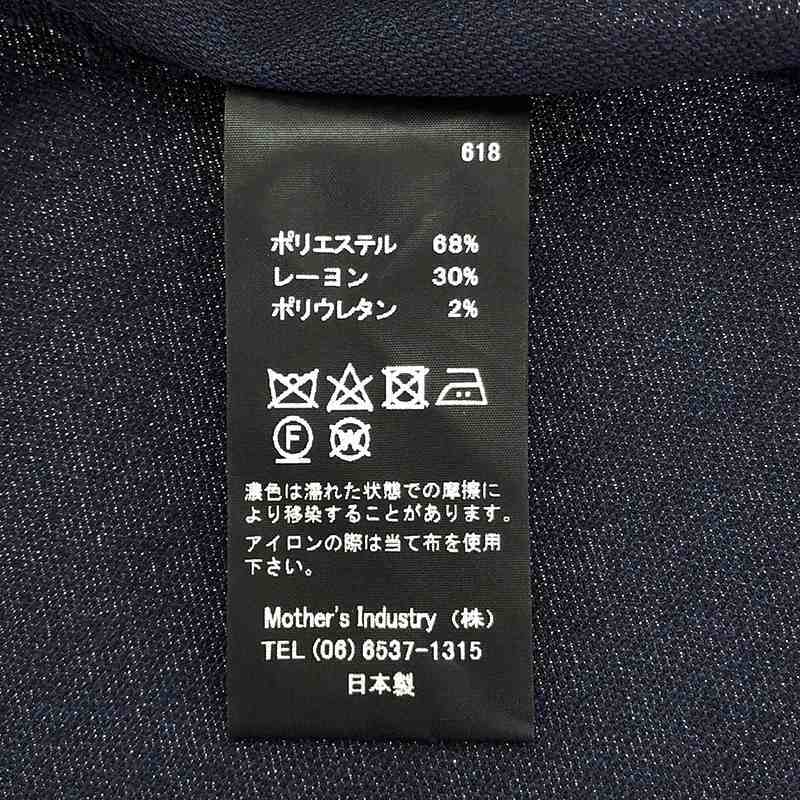 618
ポリエステル 68%
レーヨン 30%
ポリウレタン 2%
F W
濃色は濡れた状態での摩擦に
より移染することがあります。
アイロンの際は当て布を使用
下さい。
Mother's Industry (株)
TEL (06) 6537-1315
日本製